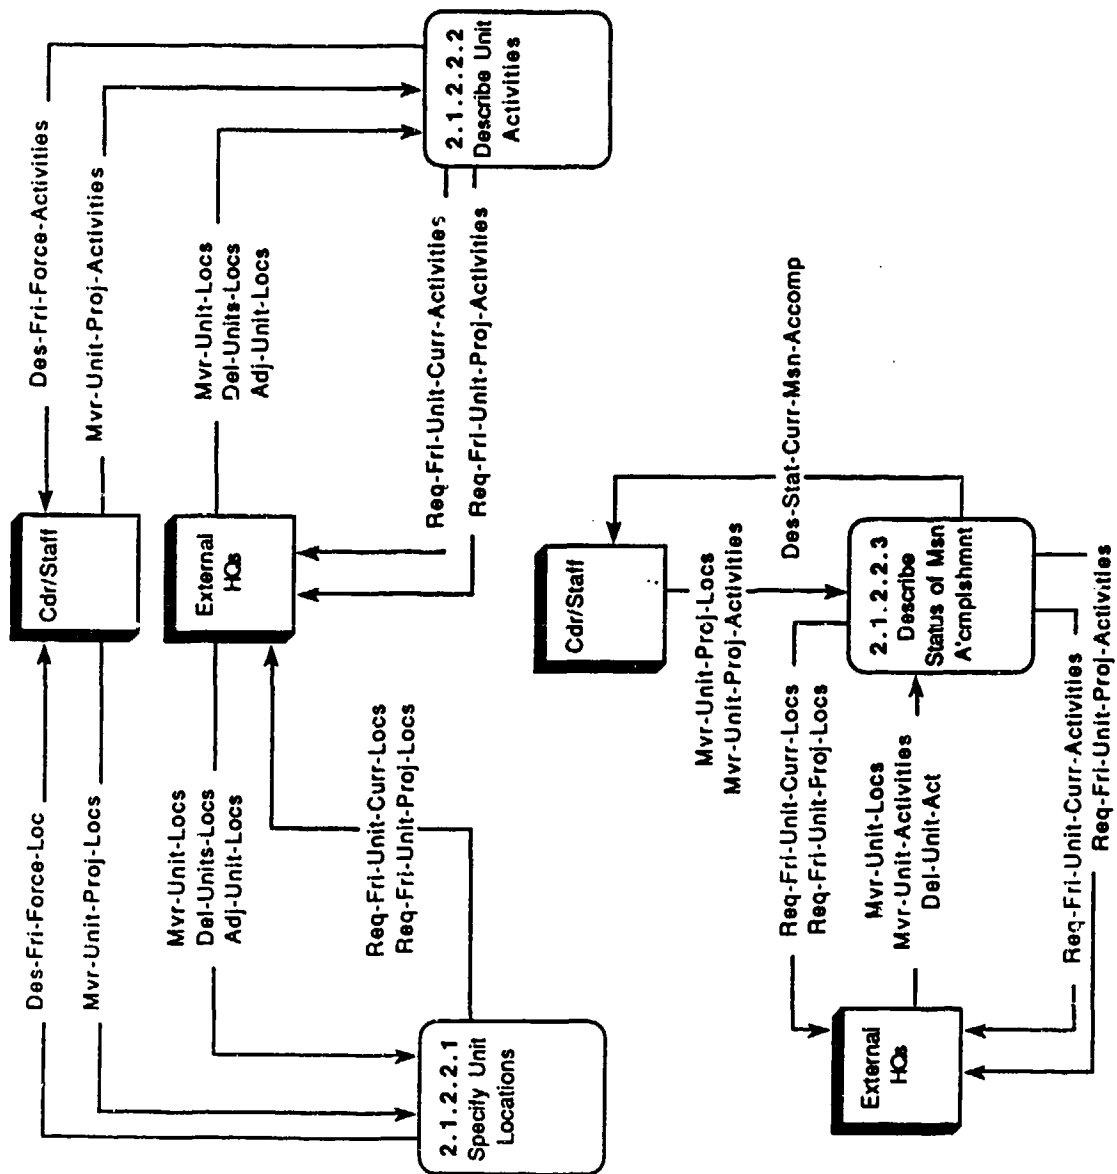 Des-Fri-Force-Loc
Mvr-Unit-Proj-Locs
Cdr/Staff
Des-Fri-Force-Activities
Mvr-Unit-Proj-Activities
Mvr-Unit-Locs
Del-Units-Locs
Adj-Unit-Locs
External
HQs
Mvr-Unit-Locs
Del-Units-Locs
Adj-Unit-Locs
Req-Fri-Unit-Curr-Locs
Req-Fri-Unit-Proj-Locs
Req-Fri-Unit-Curr-Activities
Req-Fri-Unit-Proj-Activities
2.1.2.2.1
Specify Unit
Locations
2.1.2.2.2
Describe Unit
Activities
Cdr/Staff
Mvr-Unit-Proj-Locs
Mvr-Unit-Proj-Activities
Des-Stat-Curr-Msn-Accomp
Req-Fri-Unit-Curr-Locs
Req-Fri-Unit-Proj-Locs
External
HQs
Mvr-Unit-Locs
Mvr-Unit-Activities
Del-Unit-Act
2.1.2.2.3
Describe
Status of Msn
A'cmplshmnt
Req-Fri-Unit-Curr-Activities
Req-Fri-Unit-Proj-Activities